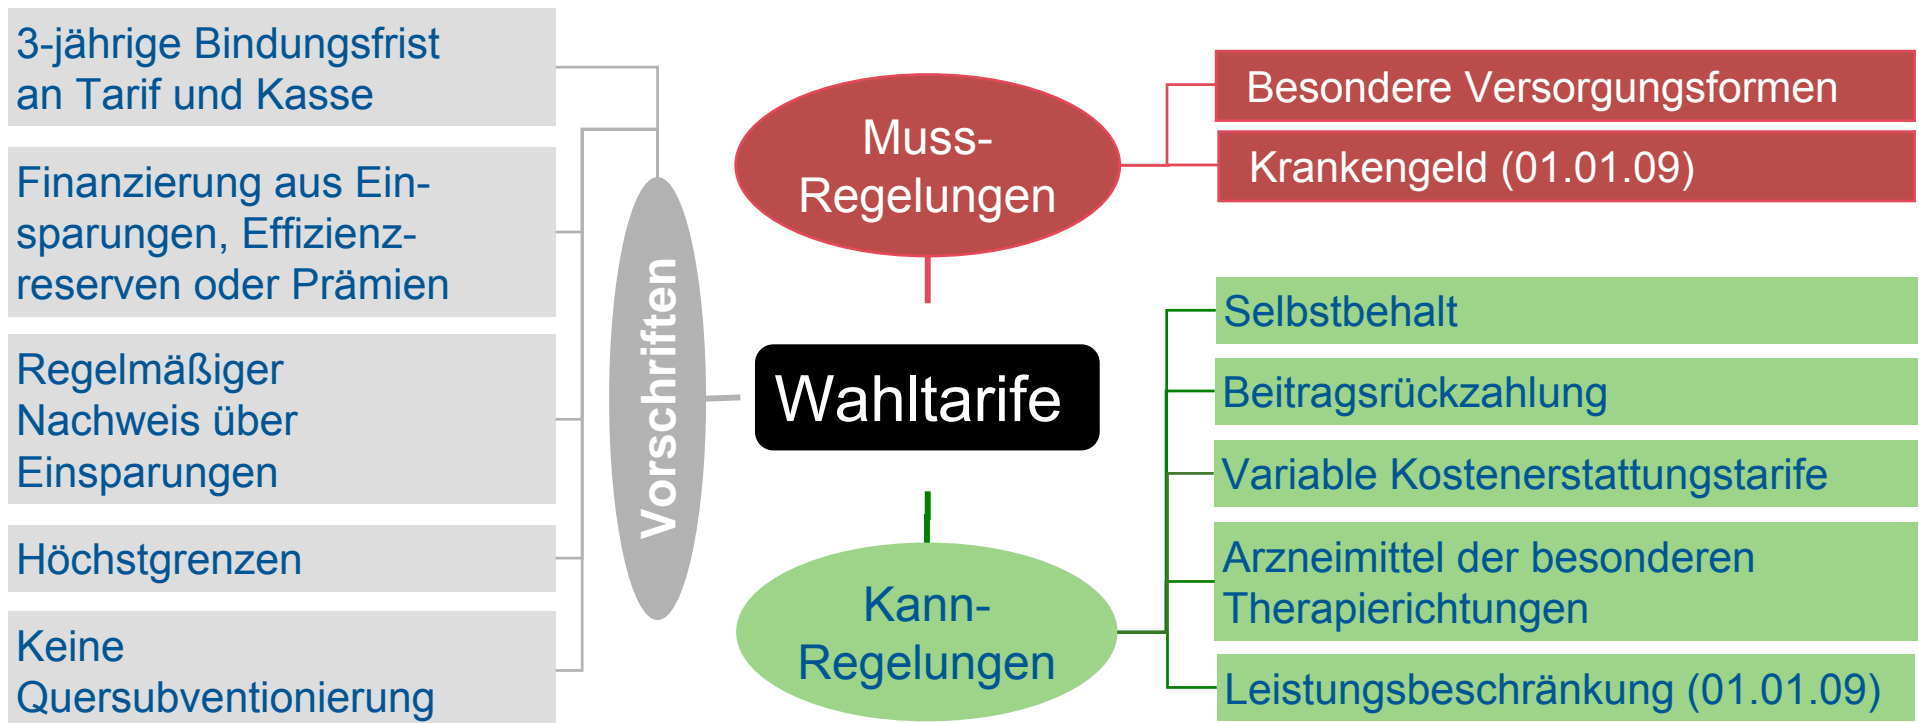 3-jährige Bindungsfrist
an Tarif und Kasse
Finanzierung aus Ein-
sparungen, Effizienz-
reserven oder Prämien
Regelmäßiger
Nachweis über
Einsparungen
Höchstgrenzen
Keine
Quersubventionierung
Vorschriften
Muss-
Regelungen
Wahltarife
Kann-
Regelungen
Besondere Versorgungsformen
Krankengeld (01.01.09)
Selbstbehalt
Beitragsrückzahlung
Variable Kostenerstattungstarife
Arzneimittel der besonderen
Therapierichtungen
Leistungsbeschränkung (01.01.09)